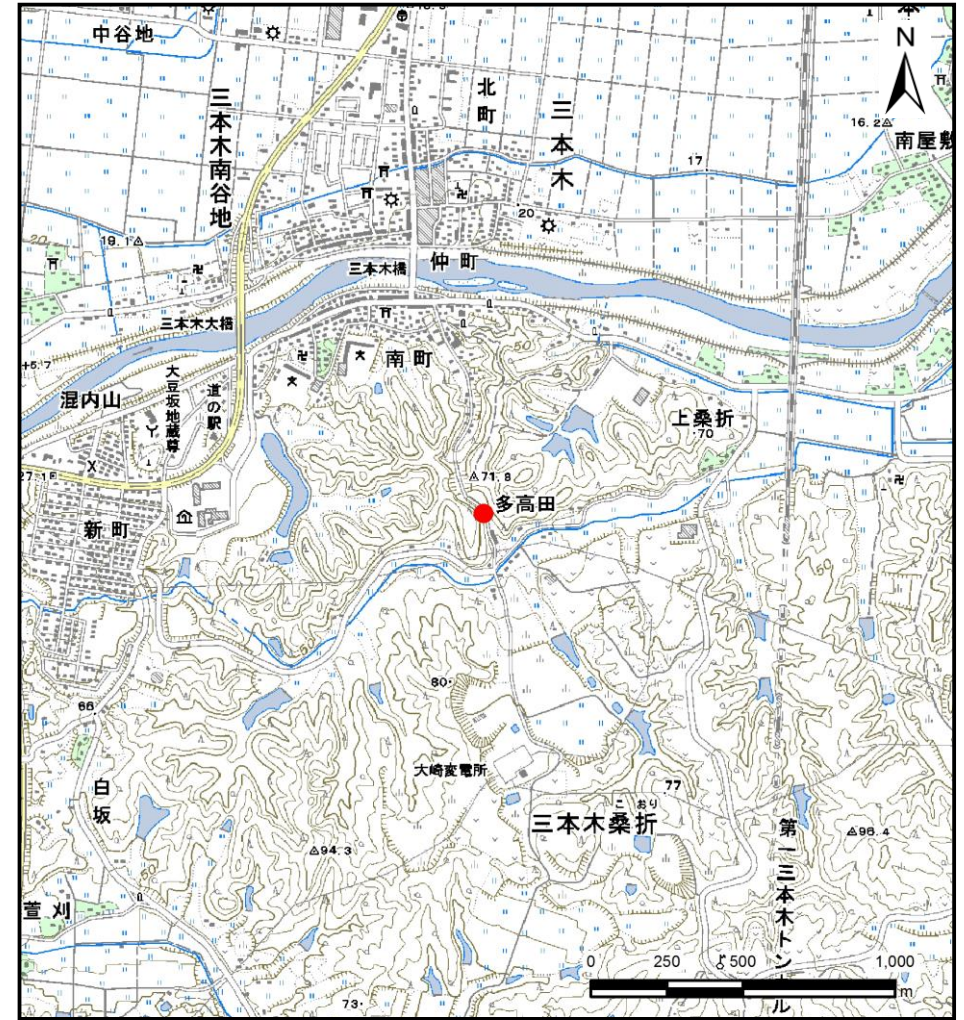 中谷地
本
N
北町
三本木
三本木南谷地
16.2
南屋敷
17
20
19.1
仲町
三本木橋
三本木大橋
50
+5.7
南町
大豆坂地蔵尊
道の駅
混内山
上桑折
70
27.1
71.8
多高田
新町
50
50
80
66
大崎変電所
77
こおり
三本木桑折
白坂
第一三本木トンネル
96.4
94.3
50
萱刈
73
0 250 500 1,000
m